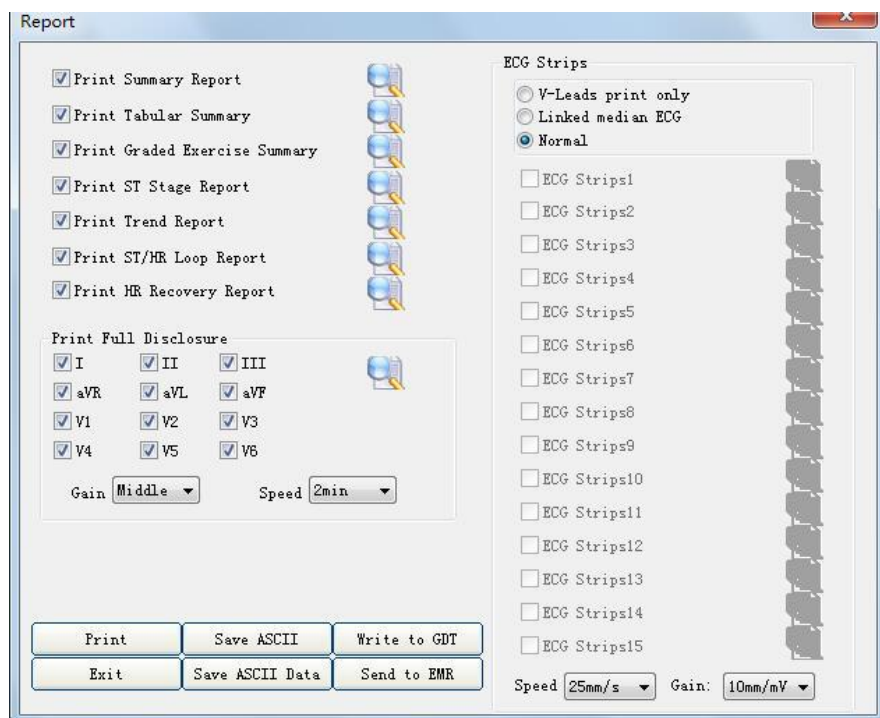 Report
Print Summary Report
Print Tabular Summary
Print Graded Exercise Summary
Print ST Stage Report
Print Trend Report
Print ST/HR Loop Report
Print HR Recovery Report
Print Full Disclosure
I II III
aVR aVL aVF
V1 V2 V3
V4 V5 V6
Gain Middle Speed 2min
Print Save ASCII Write to GDT
Exit Save ASCII Data Send to EMR
ECG Strips
V-Leads print only
Linked median ECG
Normal
ECG Strips1
ECG Strips2
ECG Strips3
ECG Strips4
ECG Strips5
ECG Strips6
ECG Strips7
ECG Strips8
ECG Strips9
ECG Strips10
ECG Strips11
ECG Strips12
ECG Strips13
ECG Strips14
ECG Strips15
Speed 25mm/s Gain: 10mm/mV